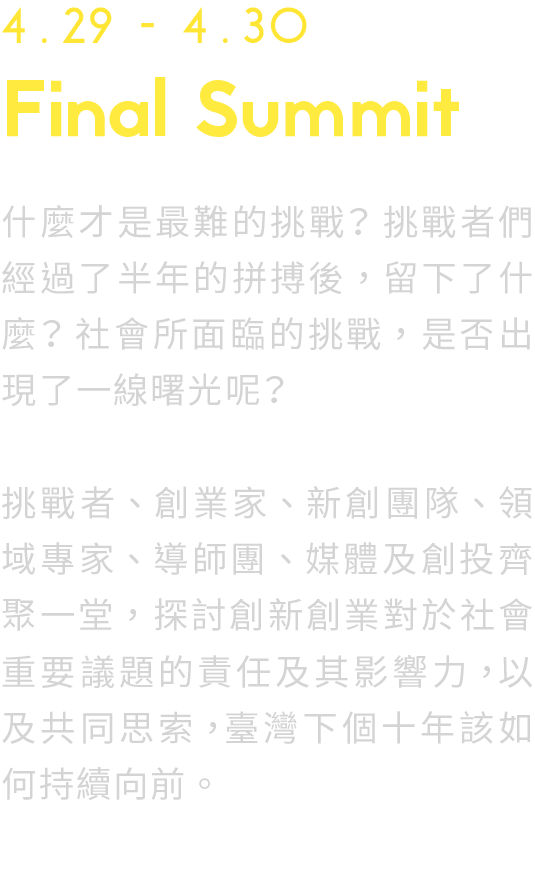 4.29 - 4.30
Final Summit
什麼才是最難的挑戰？挑戰者們
經過了半年的拼搏後，留下了什
麼？社會所面臨的挑戰，是否出
現了一線曙光呢？
挑戰者、創業家、新創團隊、領
域專家、導師團、媒體及創投齊
聚一堂，探討創新創業對於社會
重要議題的責任及其影響力，以
及共同思索，臺灣下個十年該如
何持續向前。